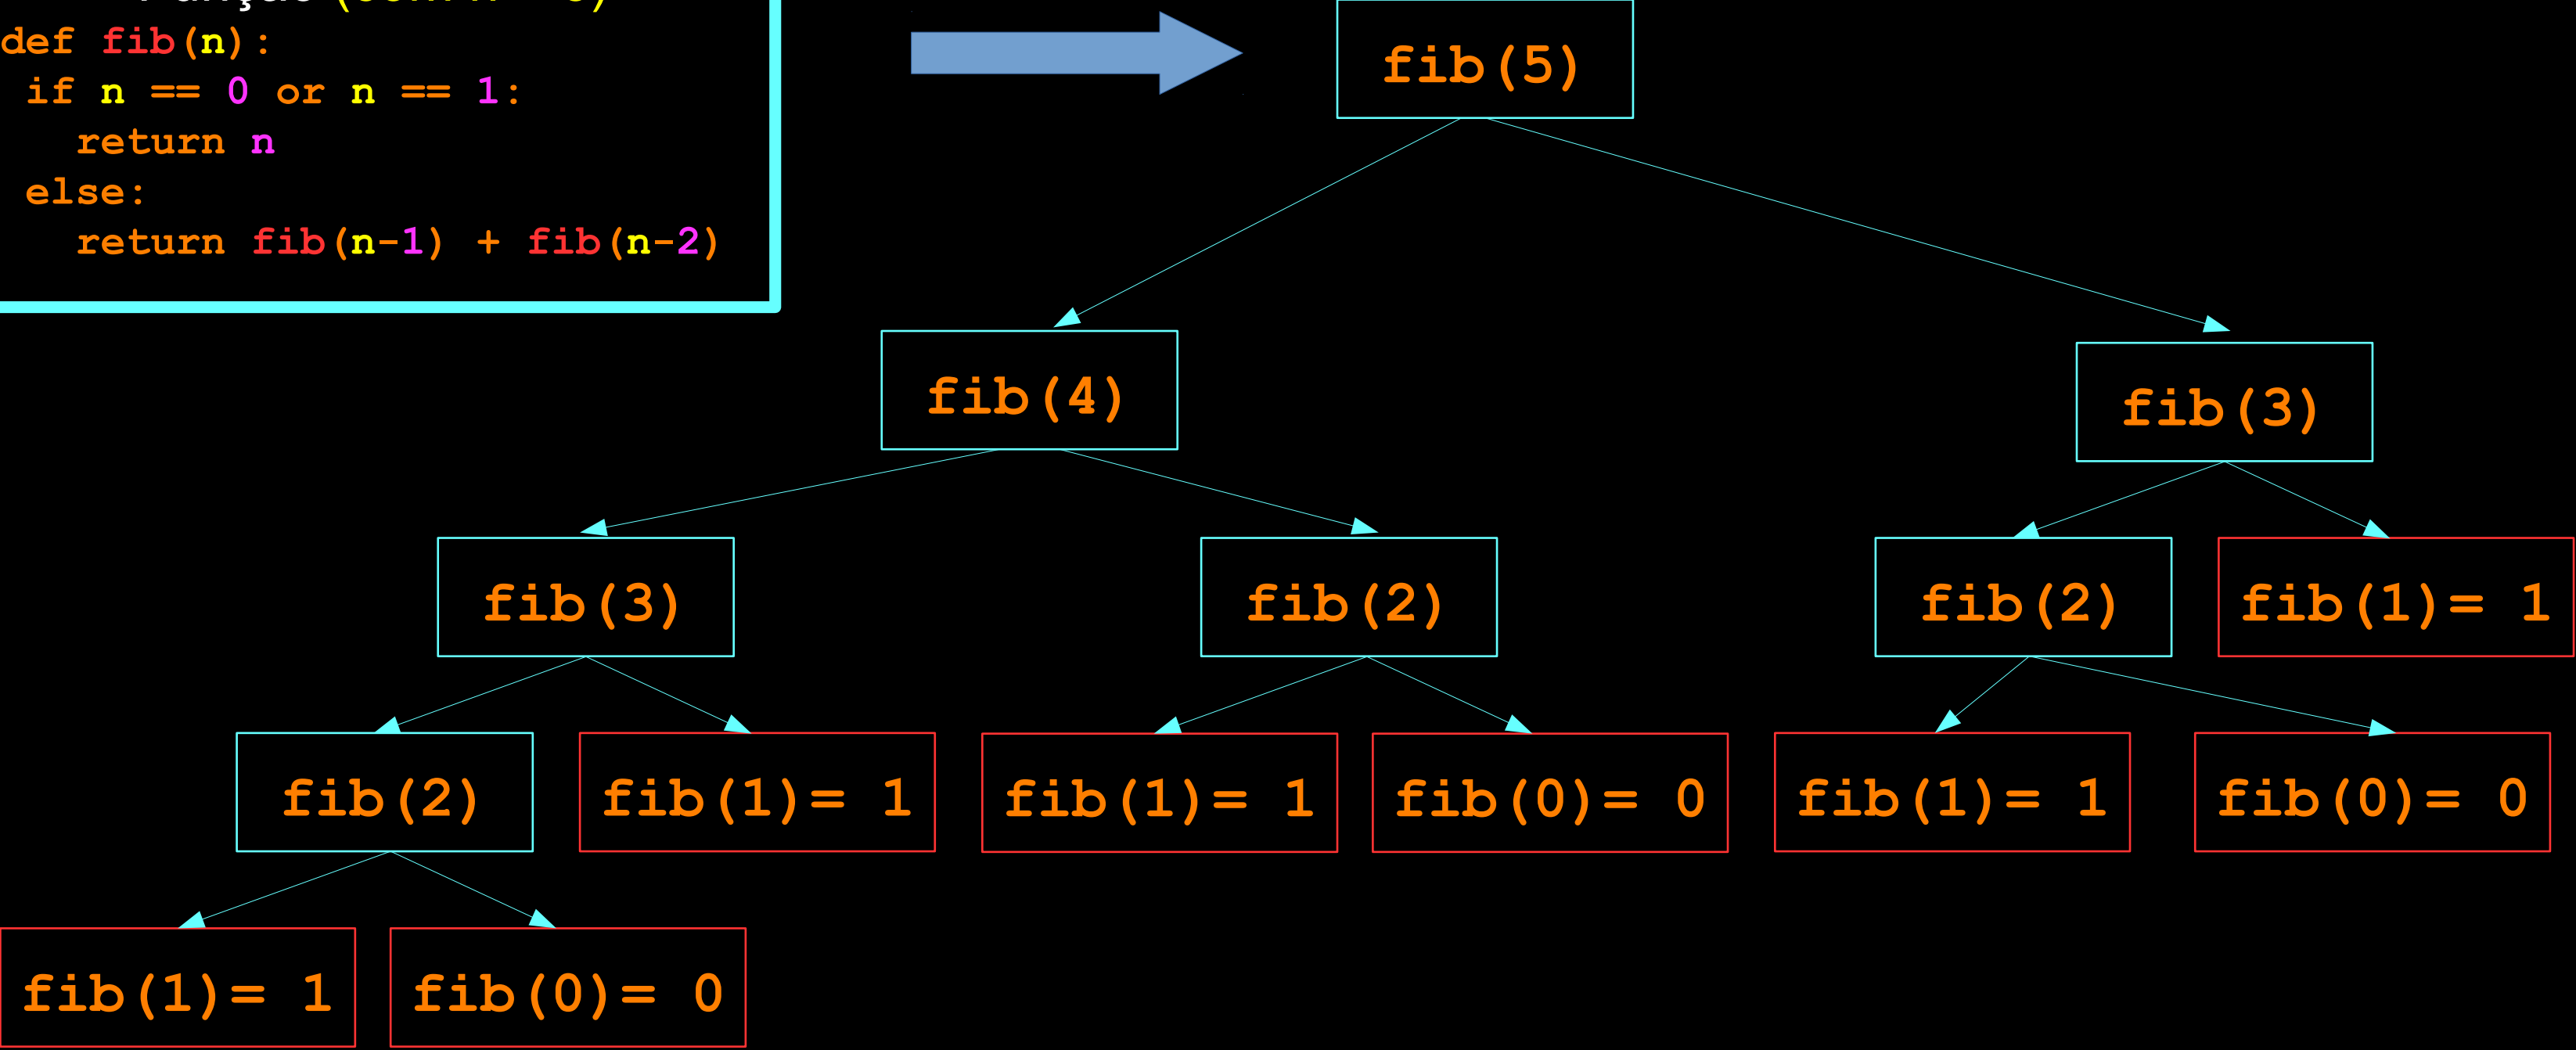 def fib(n):
if n == 0 or n == 1:
return n
else:
return fib(n-1) + fib(n-2)
fib(5)
fib(4)
fib(3)
fib(3)
fib(2)
fib(2)
fib(1)= 1
fib(2)
fib(1)= 1
fib(1)= 1
fib(0)= 0
fib(1)= 1
fib(0)= 0
fib(1)= 1
fib(0)= 0